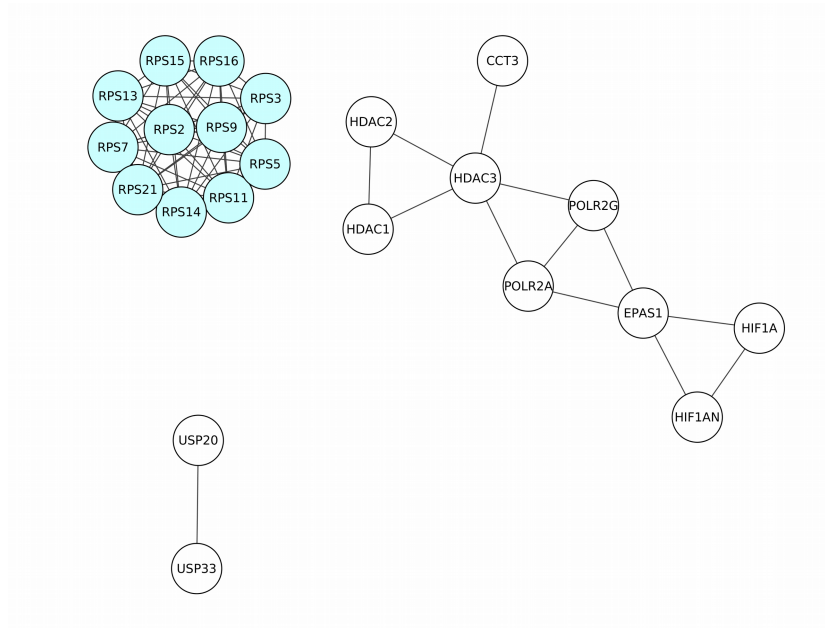 RPS15
RPS16
RPS13
RPS3
RPS2
RPS9
RPS7
RPS5
RPS21
RPS11
RPS14
CCT3
HDAC2
HDAC3
HDAC1
POLR2G
POLR2A
EPAS1
HIF1A
HIF1AN
USP20
USP33